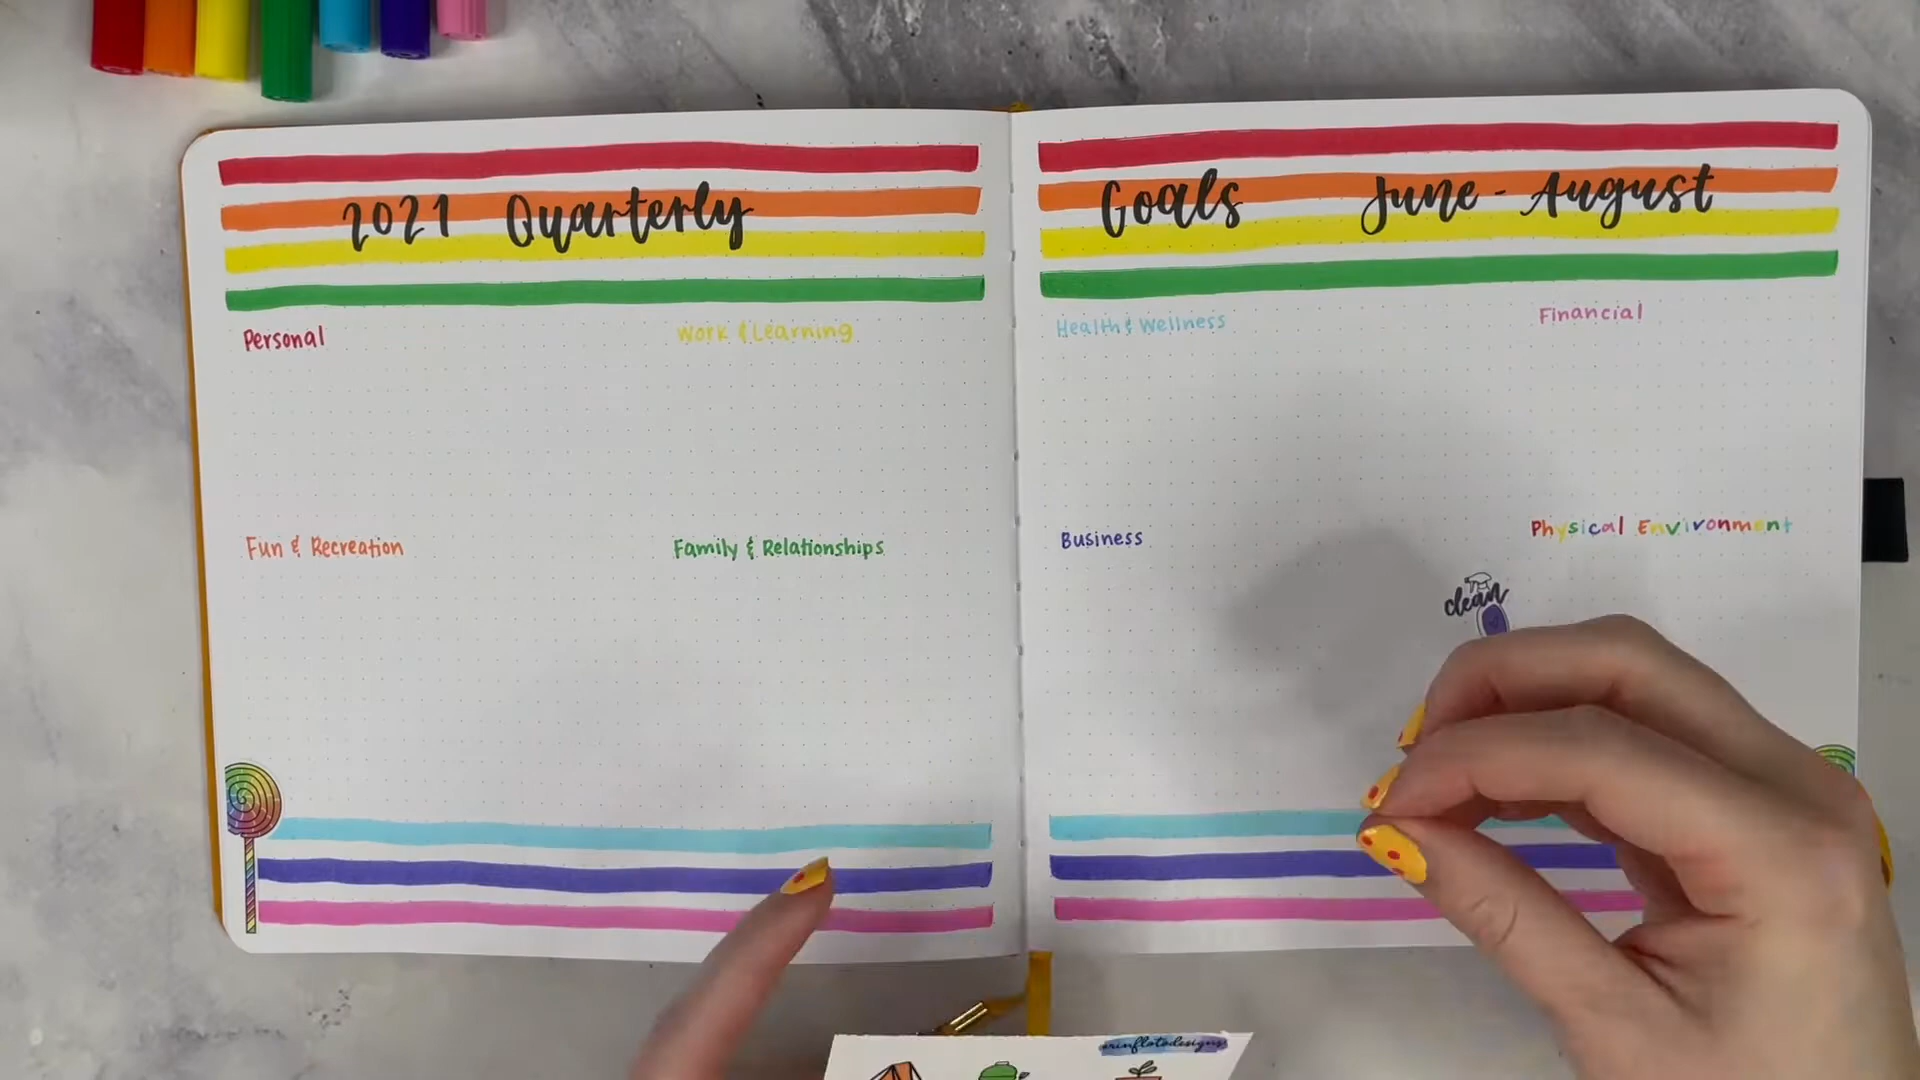 2021 Quarterly
Goals June - August
Personal
Work & Learning
Fun & Recreation
Family & Relationships
Health & Wellness
Financial
Business
Physical Environment
clean
erinflotodesigns